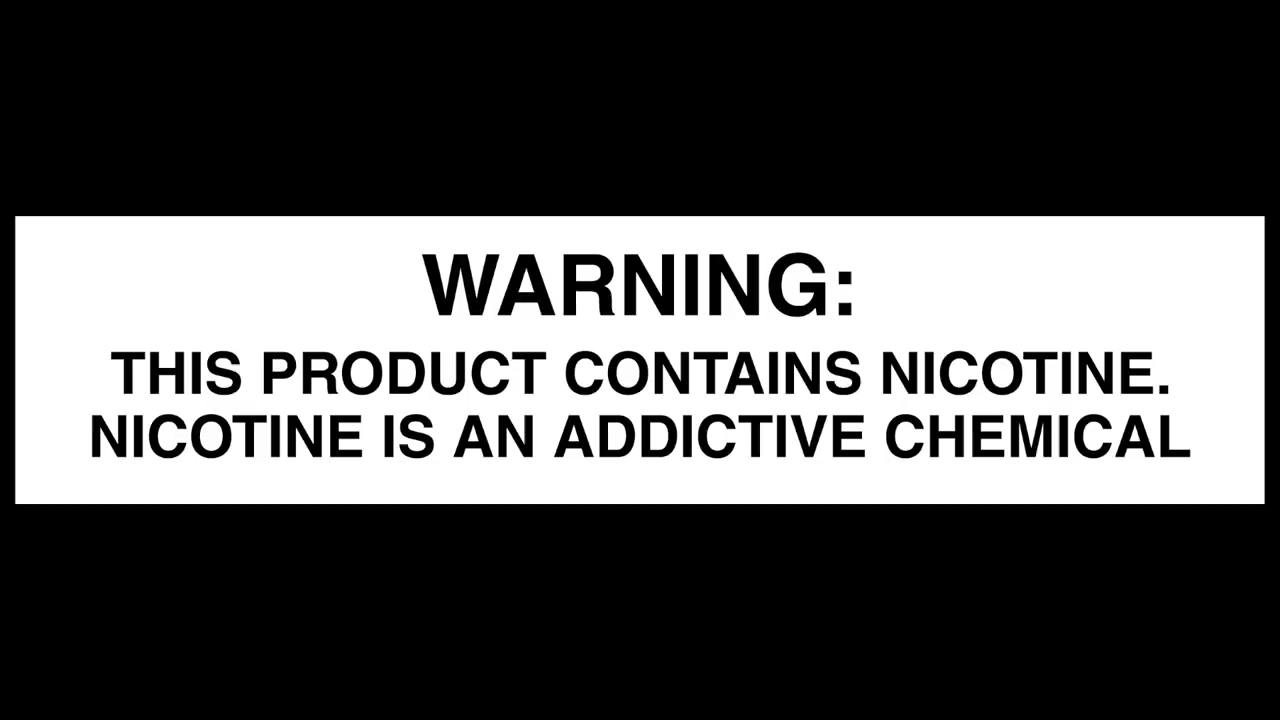 WARNING:
THIS PRODUCT CONTAINS NICOTINE.
NICOTINE IS AN ADDICTIVE CHEMICAL